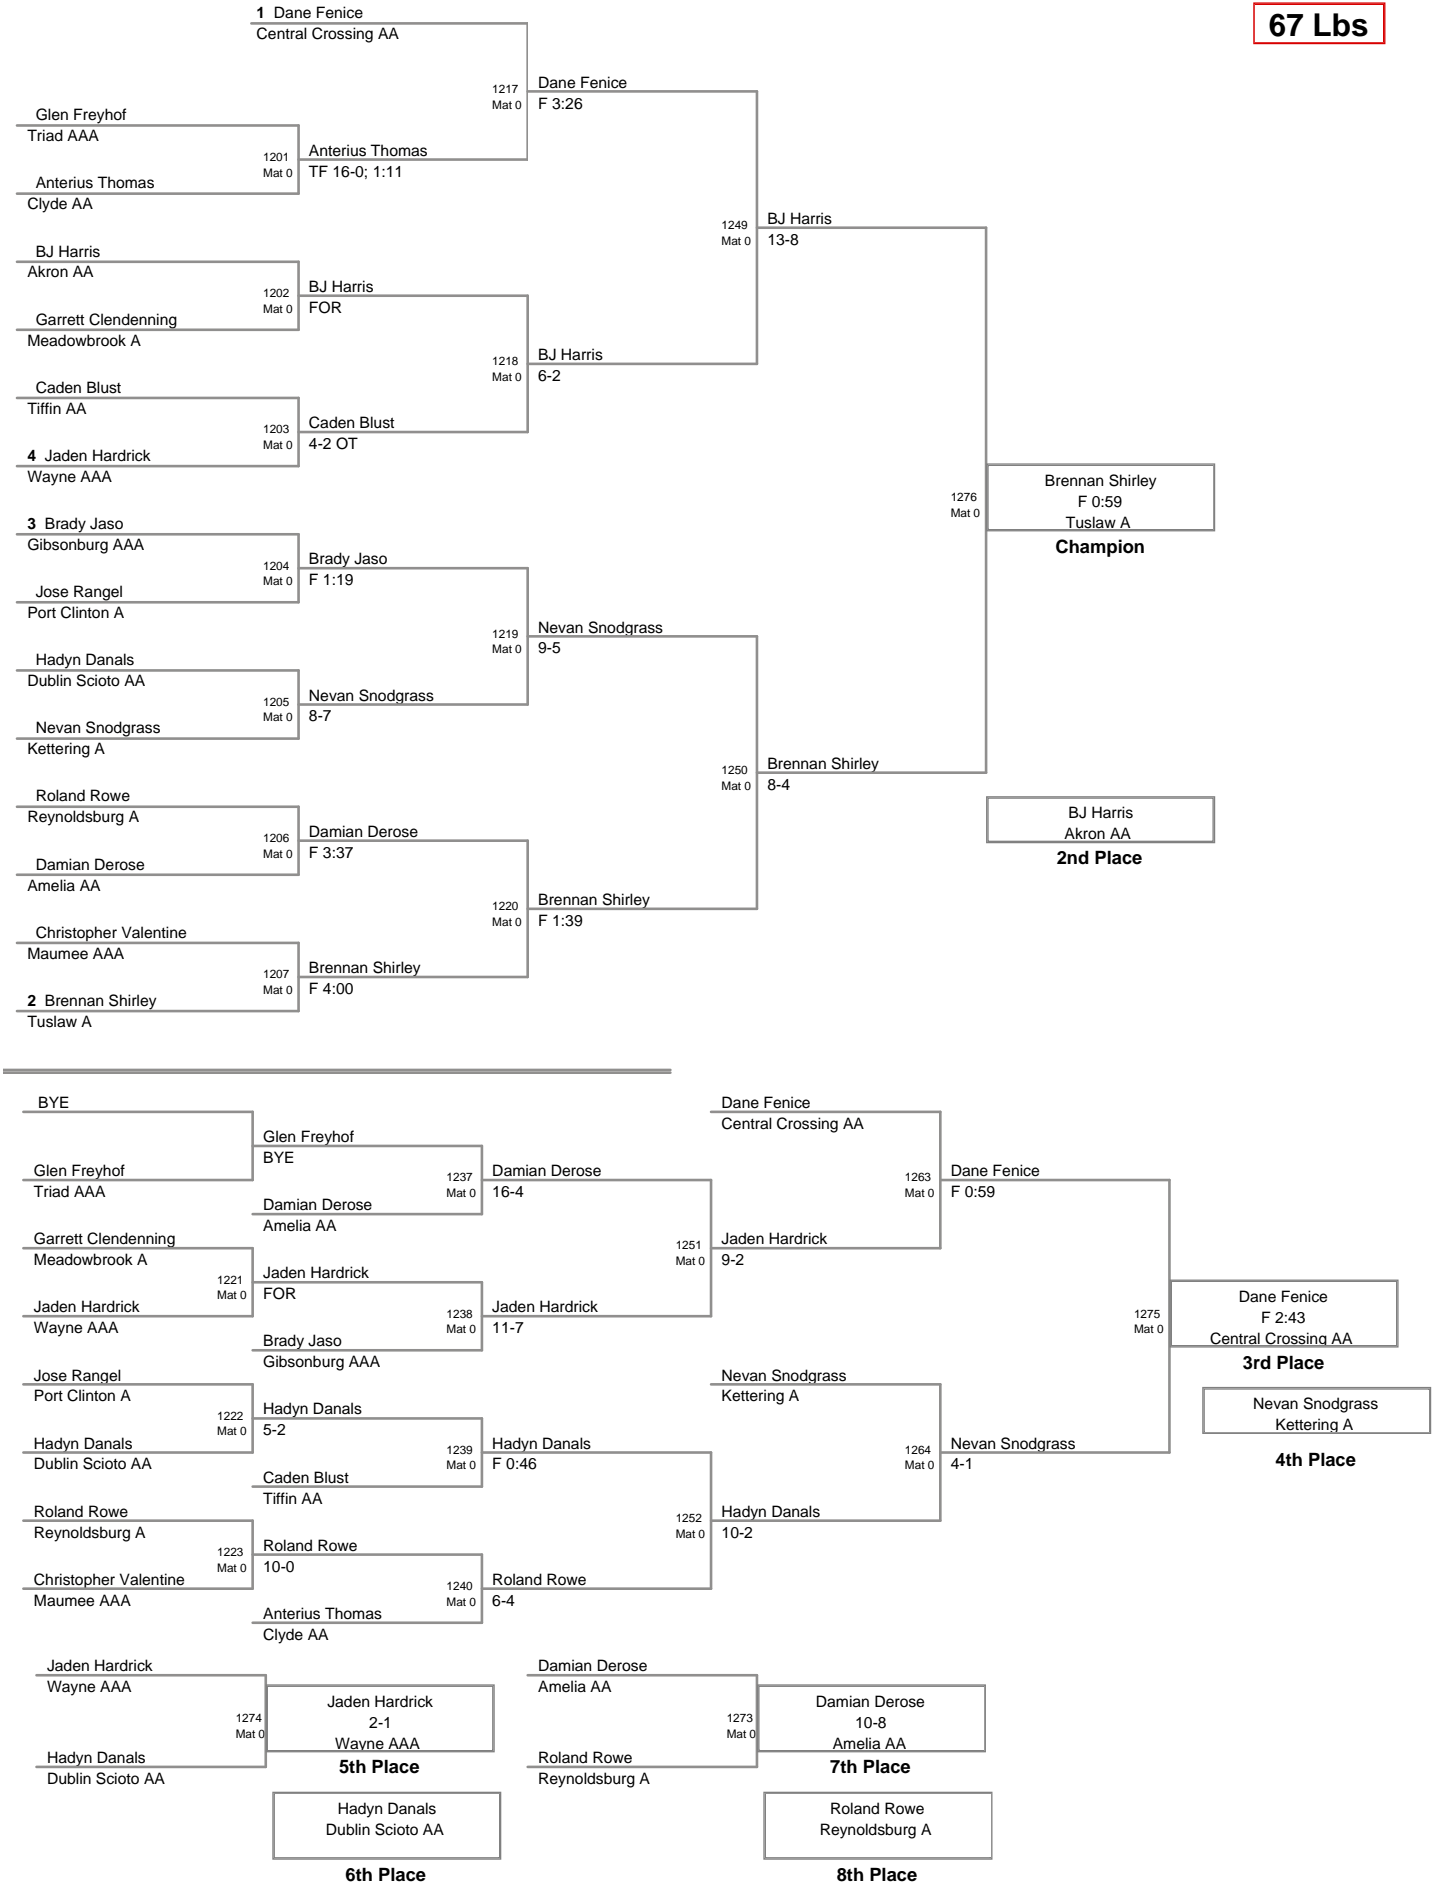 67 Lbs
1 Dane Fenice
Central Crossing AA
Glen Freyhof
Triad AAA
Anterius Thomas
Clyde AA
BJ Harris
Akron AA
Garrett Clendenning
Meadowbrook A
Caden Blust
Tiffin AA
4 Jaden Hardrick
Wayne AAA
3 Brady Jaso
Gibsonburg AAA
Jose Rangel
Port Clinton A
Hadyn Danals
Dublin Scioto AA
Nevan Snodgrass
Kettering A
Roland Rowe
Reynoldsburg A
Damian Derose
Amelia AA
Christopher Valentine
Maumee AAA
2 Brennan Shirley
Tuslaw A
1201
Mat 0
Anterius Thomas
TF 16-0; 1:11
1202
Mat 0
BJ Harris
FOR
1203
Mat 0
Caden Blust
4-2 OT
1204
Mat 0
Brady Jaso
F 1:19
1205
Mat 0
Nevan Snodgrass
8-7
1206
Mat 0
Damian Derose
F 3:37
1207
Mat 0
Brennan Shirley
F 4:00
1217
Mat 0
Dane Fenice
F 3:26
1218
Mat 0
BJ Harris
6-2
1219
Mat 0
Nevan Snodgrass
9-5
1220
Mat 0
Brennan Shirley
F 1:39
1249
Mat 0
BJ Harris
13-8
1250
Mat 0
Brennan Shirley
8-4
1276
Mat 0
Brennan Shirley
F 0:59
Tuslaw A
Champion
BJ Harris
Akron AA
2nd Place
BYE
Glen Freyhof
Triad AAA
Garrett Clendenning
Meadowbrook A
Jaden Hardrick
Wayne AAA
Jose Rangel
Port Clinton A
Hadyn Danals
Dublin Scioto AA
Roland Rowe
Reynoldsburg A
Christopher Valentine
Maumee AAA
Glen Freyhof
BYE
Damian Derose
Amelia AA
1221
Mat 0
Jaden Hardrick
FOR
Brady Jaso
Gibsonburg AAA
1222
Mat 0
Hadyn Danals
5-2
Caden Blust
Tiffin AA
1223
Mat 0
Roland Rowe
10-0
Anterius Thomas
Clyde AA
1237
Mat 0
Damian Derose
16-4
1238
Mat 0
Jaden Hardrick
11-7
1239
Mat 0
Hadyn Danals
F 0:46
1240
Mat 0
Roland Rowe
6-4
Dane Fenice
Central Crossing AA
1251
Mat 0
Jaden Hardrick
9-2
Nevan Snodgrass
Kettering A
1252
Mat 0
Hadyn Danals
10-2
1263
Mat 0
Dane Fenice
F 0:59
1264
Mat 0
Nevan Snodgrass
4-1
1275
Mat 0
Dane Fenice
F 2:43
Central Crossing AA
3rd Place
Nevan Snodgrass
Kettering A
4th Place
Jaden Hardrick
Wayne AAA
Hadyn Danals
Dublin Scioto AA
1274
Mat 0
Jaden Hardrick
2-1
Wayne AAA
5th Place
Hadyn Danals
Dublin Scioto AA
6th Place
Damian Derose
Amelia AA
Roland Rowe
Reynoldsburg A
1273
Mat 0
Damian Derose
10-8
Amelia AA
7th Place
Roland Rowe
Reynoldsburg A
8th Place